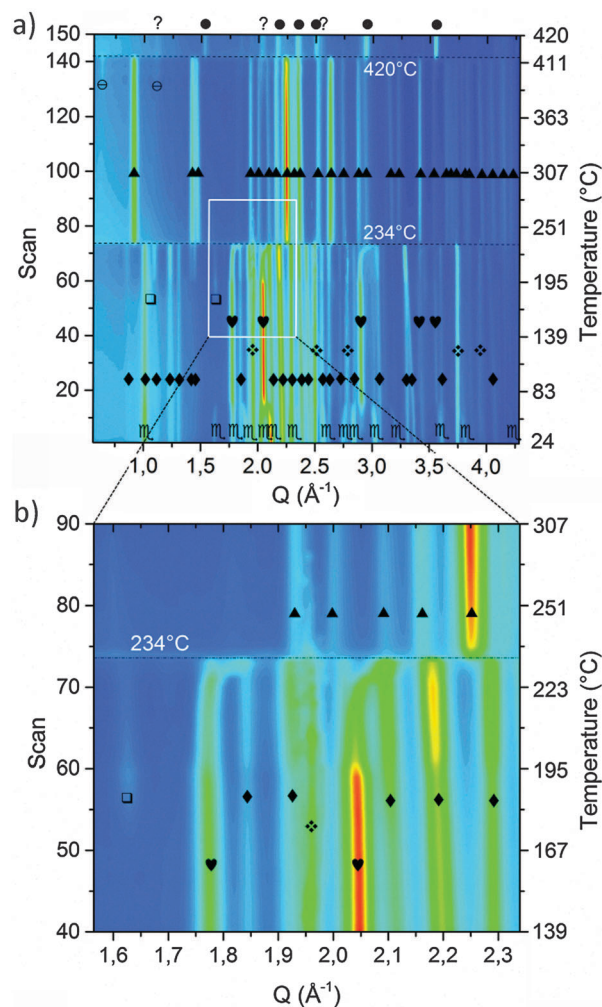 a)
? ● ? ● ● ● ? ● ●
150
140
130
120
100
80
60
40
20
Scan
420
411
363
307
251
195
139
83
24
Temperature (°C)
420°C
234°C
1,0 1,5 2,0 2,5 3,0 3,5 4,0
Q (Å⁻¹)
b)
90
80
70
60
50
40
Scan
307
251
223
195
167
139
Temperature (°C)
234°C
1,6 1,7 1,8 1,9 2,0 2,1 2,2 2,3
Q (Å⁻¹)